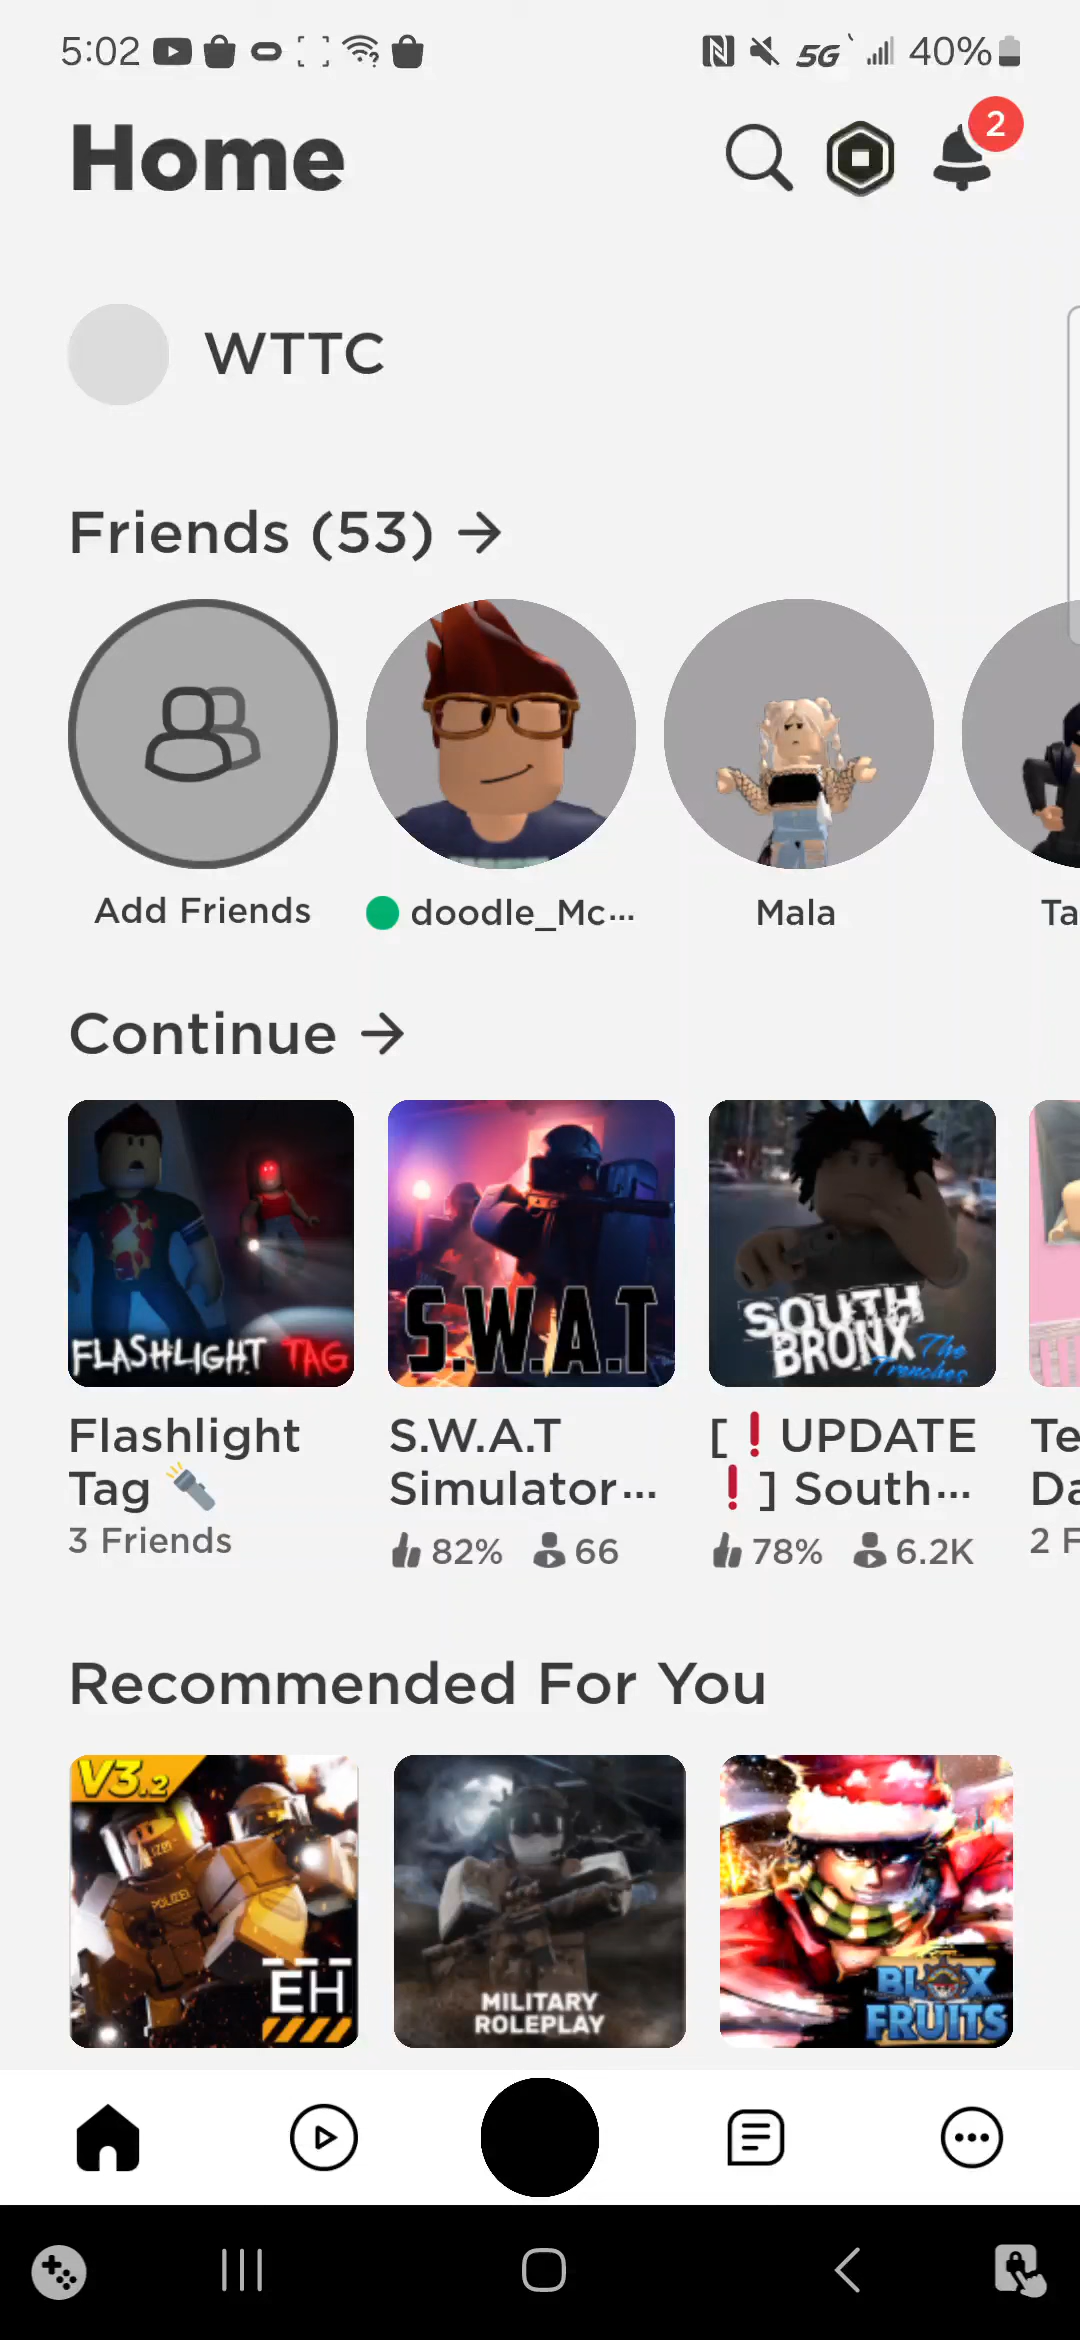 5:02 5G 40%
Home
2
WTTC
Friends (53) →
Add Friends
doodle_Mc...
Mala
Ta
Continue →
FLASHLIGHT TAG
S.W.A.T
SOUTH
BRONX The
Trenches
Flashlight
Tag 🔦
3 Friends
S.W.A.T
Simulator...
82% 66
[❗UPDATE
❗] South...
78% 6.2K
Te
Da
2 F
Recommended For You
V3.2
POLIZEI
EH
MILITARY
ROLEPLAY
BLOX
FRUITS